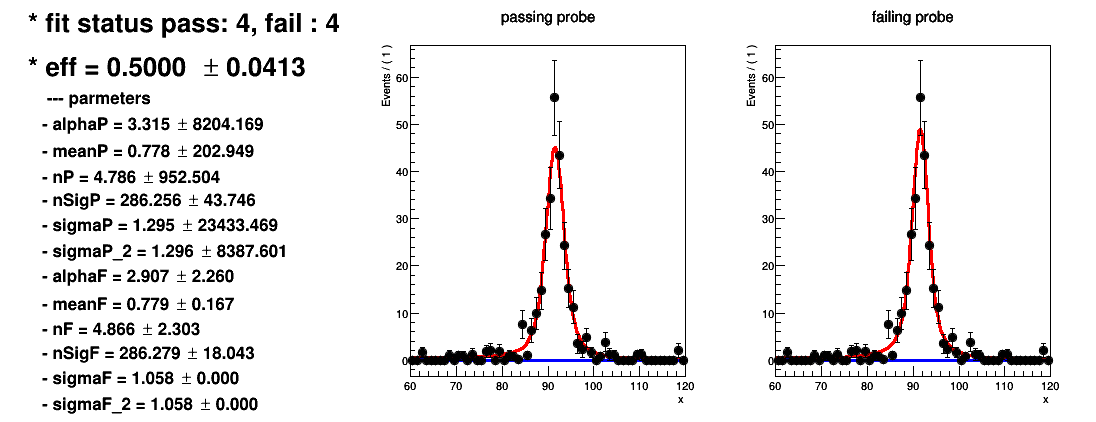 * fit status pass: 4, fail : 4
* eff = 0.5000 ± 0.0413
--- parmeters
- alphaP = 3.315 ± 8204.169
- meanP = 0.778 ± 202.949
- nP = 4.786 ± 952.504
- nSigP = 286.256 ± 43.746
- sigmaP = 1.295 ± 23433.469
- sigmaP_2 = 1.296 ± 8387.601
- alphaF = 2.907 ± 2.260
- meanF = 0.779 ± 0.167
- nF = 4.866 ± 2.303
- nSigF = 286.279 ± 18.043
- sigmaF = 1.058 ± 0.000
- sigmaF_2 = 1.058 ± 0.000
passing probe
Events / ( 1 )
60
50
40
30
20
10
0
60 70 80 90 100 110 120
x
failing probe
Events / ( 1 )
60
50
40
30
20
10
0
60 70 80 90 100 110 120
x